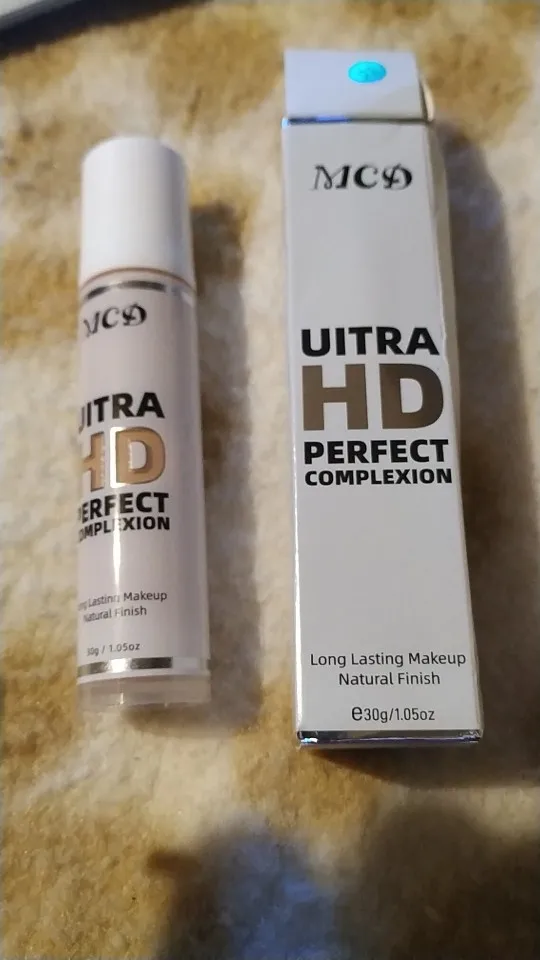 MCD
UITRA
HD
PERFECT
COMPLEXION
Long Lasting Makeup
Natural Finish
30g / 1.05oz
MCD
UITRA
HD
PERFECT
COMPLEXION
Long Lasting Makeup
Natural Finish
e30g/1.05oz